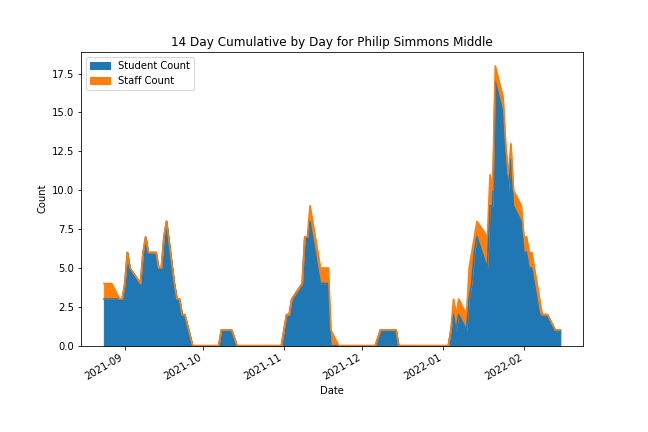 14 Day Cumulative by Day for Philip Simmons Middle
Student Count
Staff Count
17.5
15.0
12.5
10.0
7.5
5.0
2.5
0.0
Count
2021-09
2021-10
2021-11
2021-12
2022-01
2022-02
Date